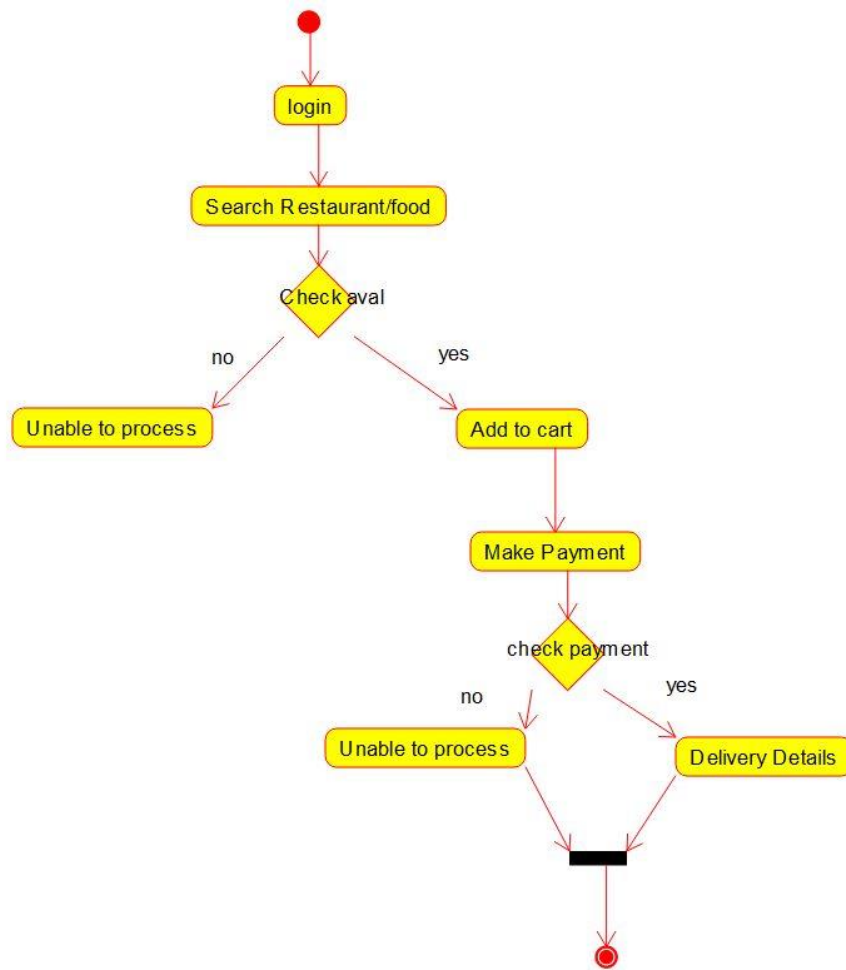 login
Search Restaurant/food
Check aval
no
yes
Unable to process
Add to cart
Make Payment
check payment
no
yes
Unable to process
Delivery Details